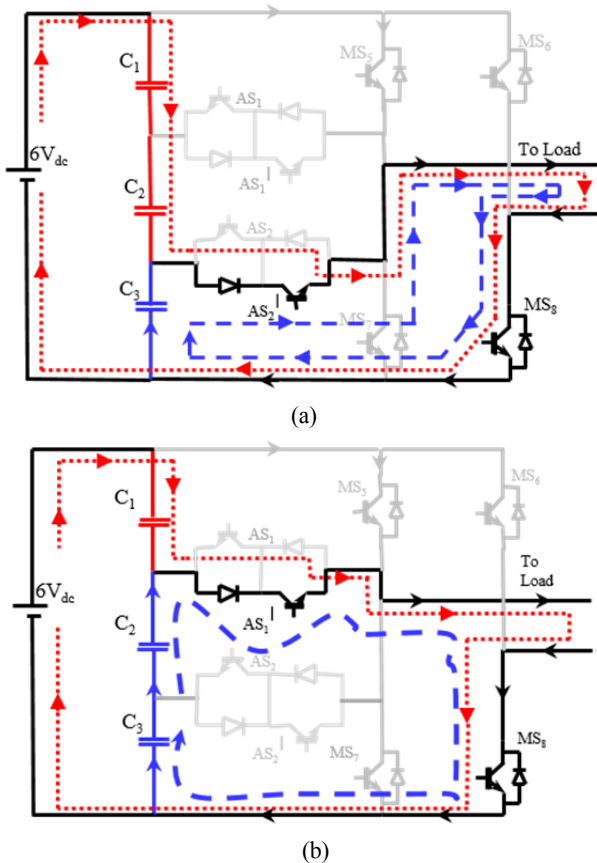 C1
MS5
MS6
AS1
6Vdc
AS1
To Load
C2
AS2
C3
AS2
MS7
MS8
(a)
MS5
MS6
C1
AS1
To
Load
6Vdc
AS1
C2
AS2
C3
AS2
MS7
MS8
(b)